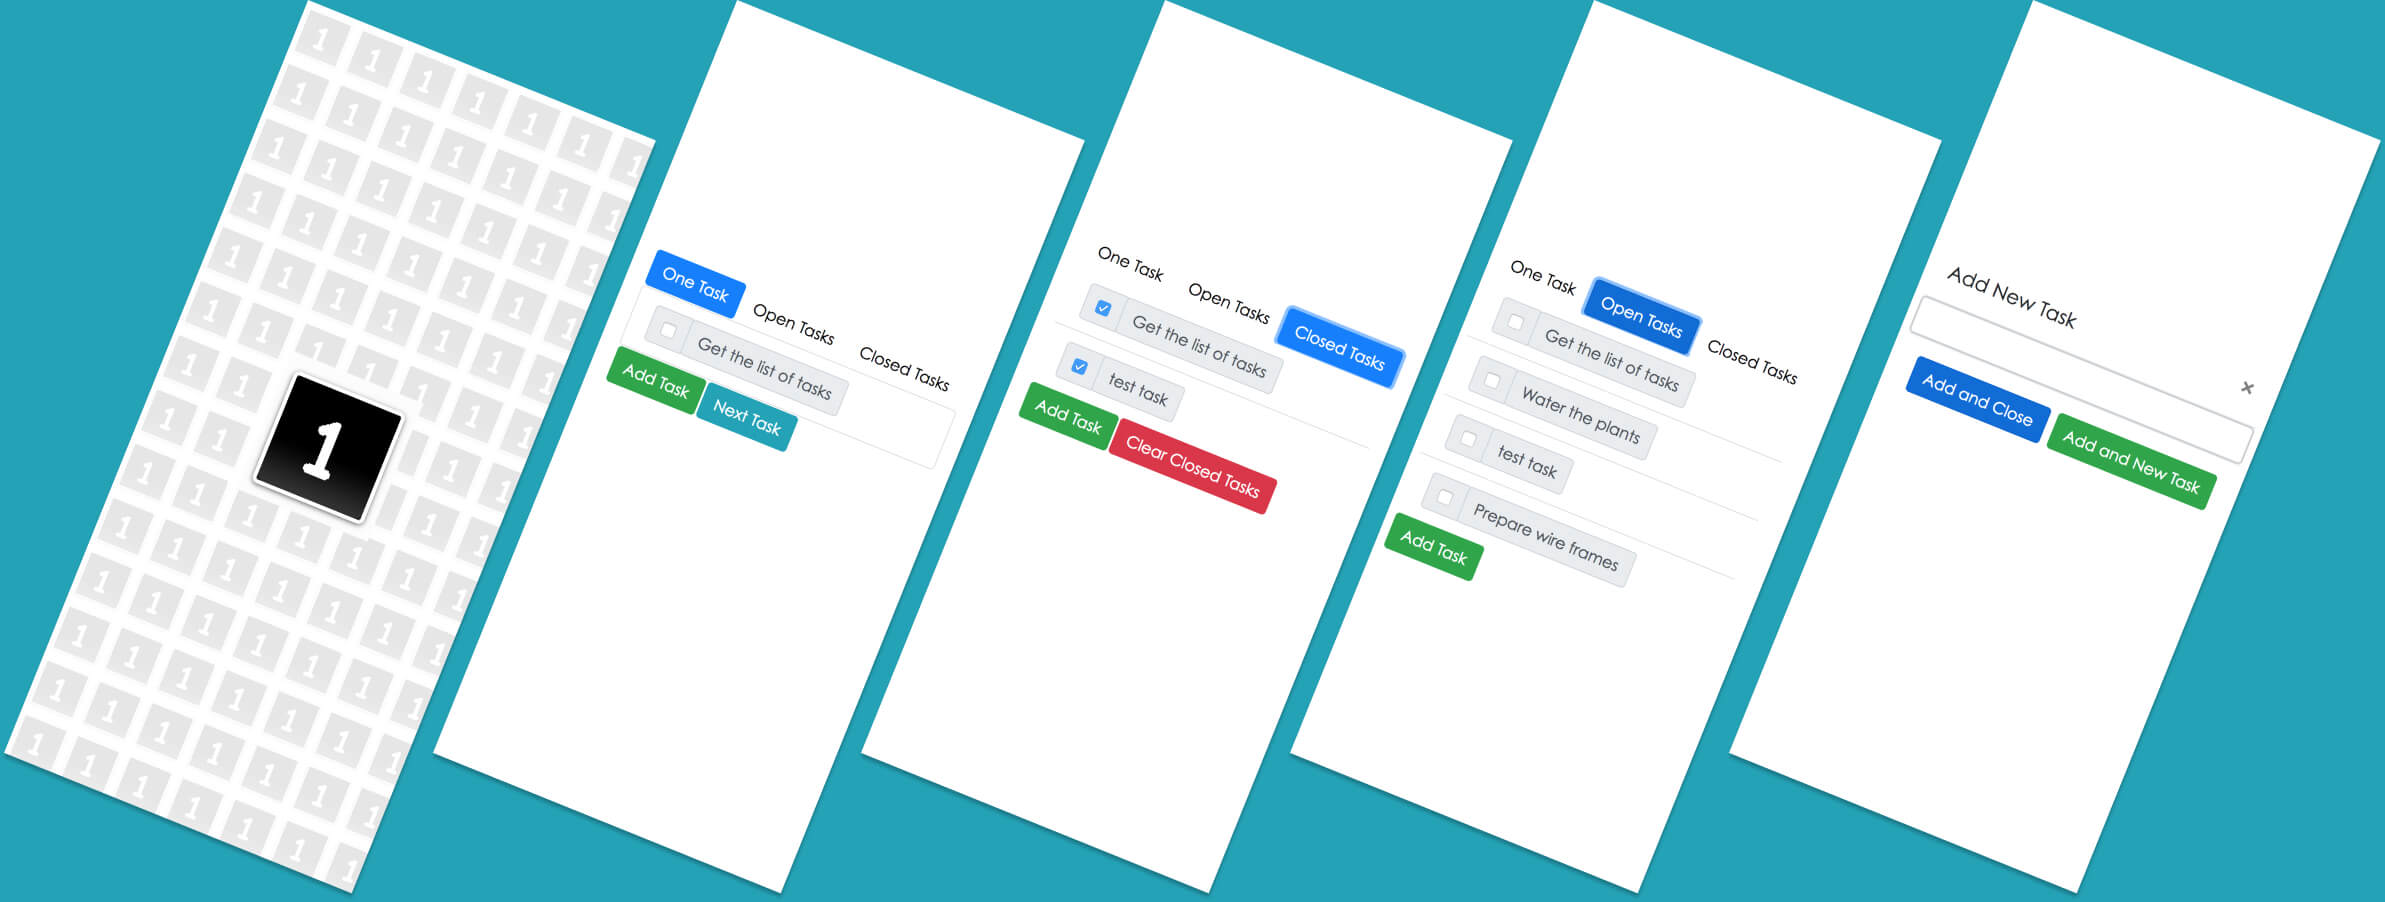 1
One Task
Open Tasks
Closed Tasks
Get the list of tasks
Add Task
Next Task
One Task
Open Tasks
Closed Tasks
Get the list of tasks
test task
Add Task
Clear Closed Tasks
One Task
Open Tasks
Closed Tasks
Get the list of tasks
Water the plants
test task
Prepare wire frames
Add Task
Add New Task
×
Add and Close
Add and New Task